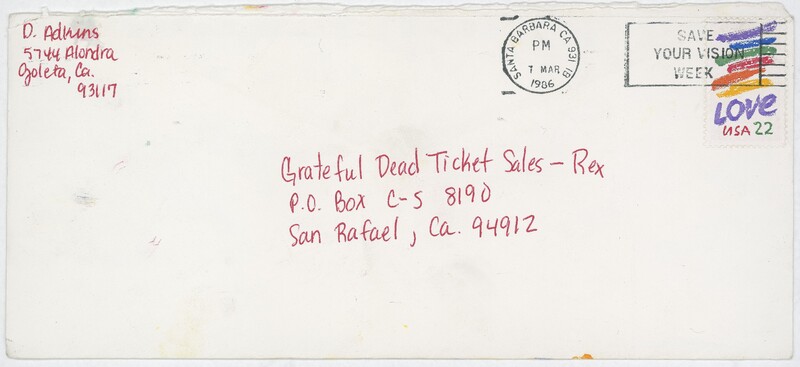 D. Adkins
5744 Alondra
Goleta, Ca.
93117
SANTA BARBARA CA 931 1B
PM
7 MAR
1986
SAVE
YOUR VISION
WEEK
LOVE
USA 22
Grateful Dead Ticket Sales - Rex
P.O. Box C-S 8190
San Rafael, Ca. 94912